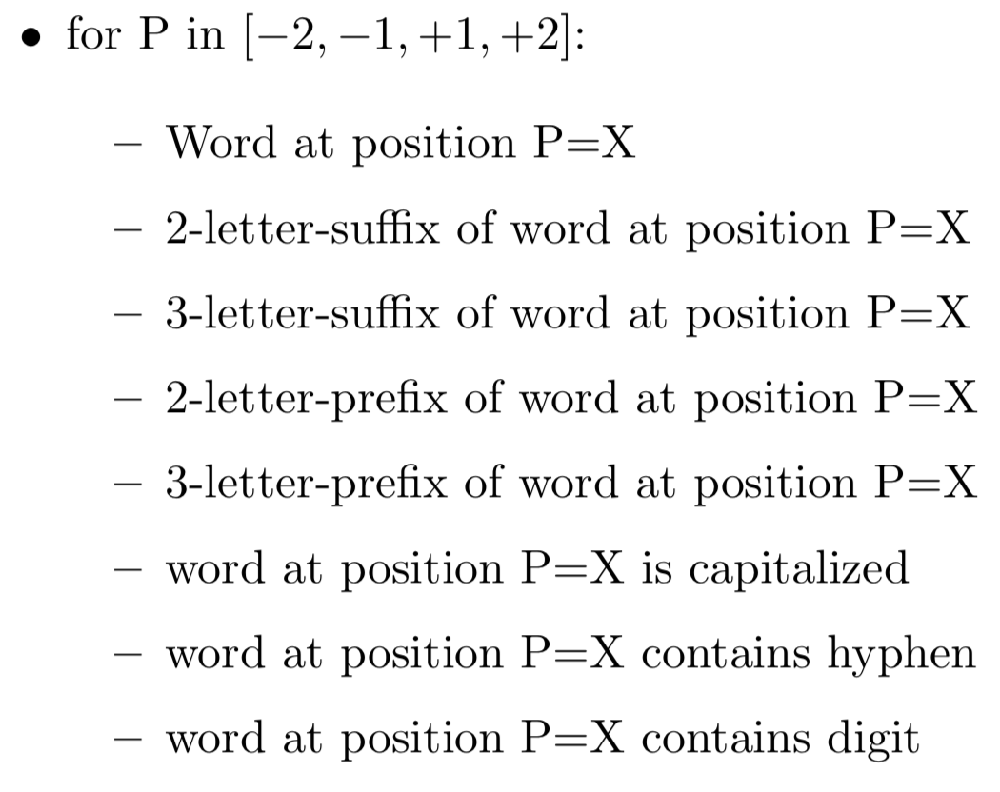 • for P in [−2, −1, +1, +2]:
– Word at position P=X
– 2-letter-suffix of word at position P=X
– 3-letter-suffix of word at position P=X
– 2-letter-prefix of word at position P=X
– 3-letter-prefix of word at position P=X
– word at position P=X is capitalized
– word at position P=X contains hyphen
– word at position P=X contains digit